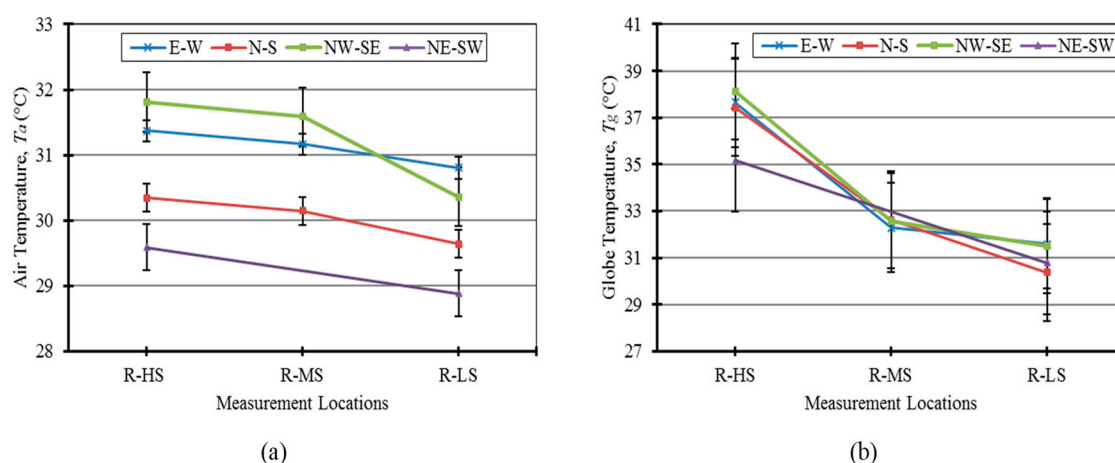 33
32
31
30
29
28
Air Temperature, Ta (°C)
E-W N-S NW-SE NE-SW
R-HS R-MS R-LS
Measurement Locations
(a)
41
39
37
35
33
31
29
27
Globe Temperature, Tg (°C)
E-W N-S NW-SE NE-SW
R-HS R-MS R-LS
Measurement Locations
(b)